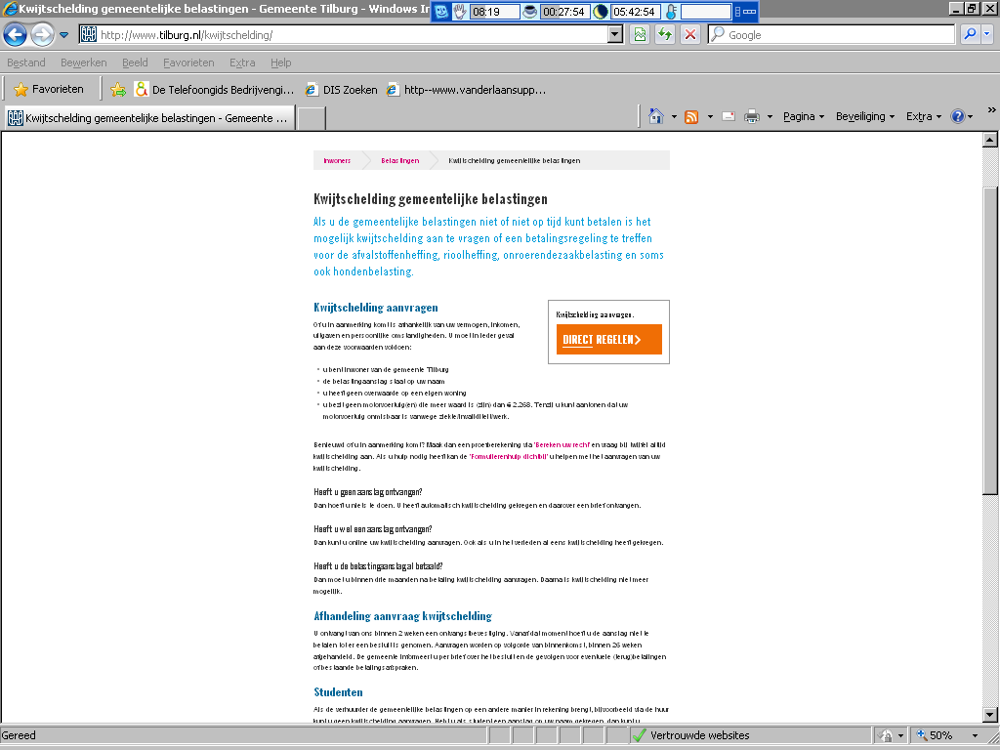 Kwijtschelding gemeentelijke belastingen - Gemeente Tilburg - Windows In
08:19
00:27:54
05:42:54
http://www.tilburg.nl/kwijtschelding/
Google
Bestand Bewerken Beeld Favorieten Extra Help
Favorieten
De Telefoongids Bedrijvengi...
DIS Zoeken
http--www.vanderlaansupp...
Kwijtschelding gemeentelijke belastingen - Gemeente ...
Pagina Beveiliging Extra
Inwoners Belastingen Kwijtschelding gemeentelijke belastingen
Kwijtschelding gemeentelijke belastingen
Als u de gemeentelijke belastingen niet of niet op tijd kunt betalen is het
mogelijk kwijtschelding aan te vragen of een betalingsregeling te treffen
voor de afvalstoffenheffing, rioolheffing, onroerendezaakbelasting en soms
ook hondenbelasting.
Kwijtschelding aanvragen
Of u in aanmerking komt is afhankelijk van uw vermogen, inkomen,
uitgaven en persoonlijke omstandigheden. U moet in ieder geval
aan deze voorwaarden voldoen:
Kwijtschelding aanvragen.
DIRECT REGELEN>
• u bent inwoner van de gemeente Tilburg
• de belastingaanslag staat op uw naam
• u heeft geen overwaarde op een eigen woning
• u bezit geen motorvoertuig(en) die meer waard is (zijn) dan € 2.268. Tenzij u kunt aantonen dat uw
motorvoertuig onmisbaar is vanwege ziekte/invaliditeit/werk.
Benieuwd of u in aanmerking komt? Maak dan een proefberekening via 'Bereken uw recht' en vraag bij twijfel altijd
kwijtschelding aan. Als u hulp nodig heeft kan de 'Formulierenhulp dichtbij' u helpen met het aanvragen van uw
kwijtschelding.
Heeft u geen aanslag ontvangen?
Dan hoeft u niets te doen. U heeft automatisch kwijtschelding gekregen en daarover een brief ontvangen.
Heeft u wel een aanslag ontvangen?
Dan kunt u online uw kwijtschelding aanvragen. Ook als u in het verleden al eens kwijtschelding heeft gekregen.
Heeft u de belastingaanslag al betaald?
Dan moet u binnen drie maanden na betaling kwijtschelding aanvragen. Daarna is kwijtschelding niet meer
mogelijk.
Afhandeling aanvraag kwijtschelding
U ontvangt van ons binnen 2 weken een ontvangstbevestiging. Vanaf dat moment hoeft u de aanslag niet te
betalen tot er een besluit is genomen. Aanvragen worden op volgorde van binnenkomst, binnen 26 weken
afgehandeld. De gemeente informeert u per brief over het besluit en de gevolgen voor eventuele (terug)betalingen
of bestaande betalingsafspraken.
Studenten
Als de verhuurder de gemeentelijke belastingen op een andere manier in rekening brengt, bijvoorbeeld via de huur
kunt u geen kwijtschelding aanvragen. Hebt u als student een aanslag op uw naam gekregen, dan kunt u
Gereed
Vertrouwde websites
50%